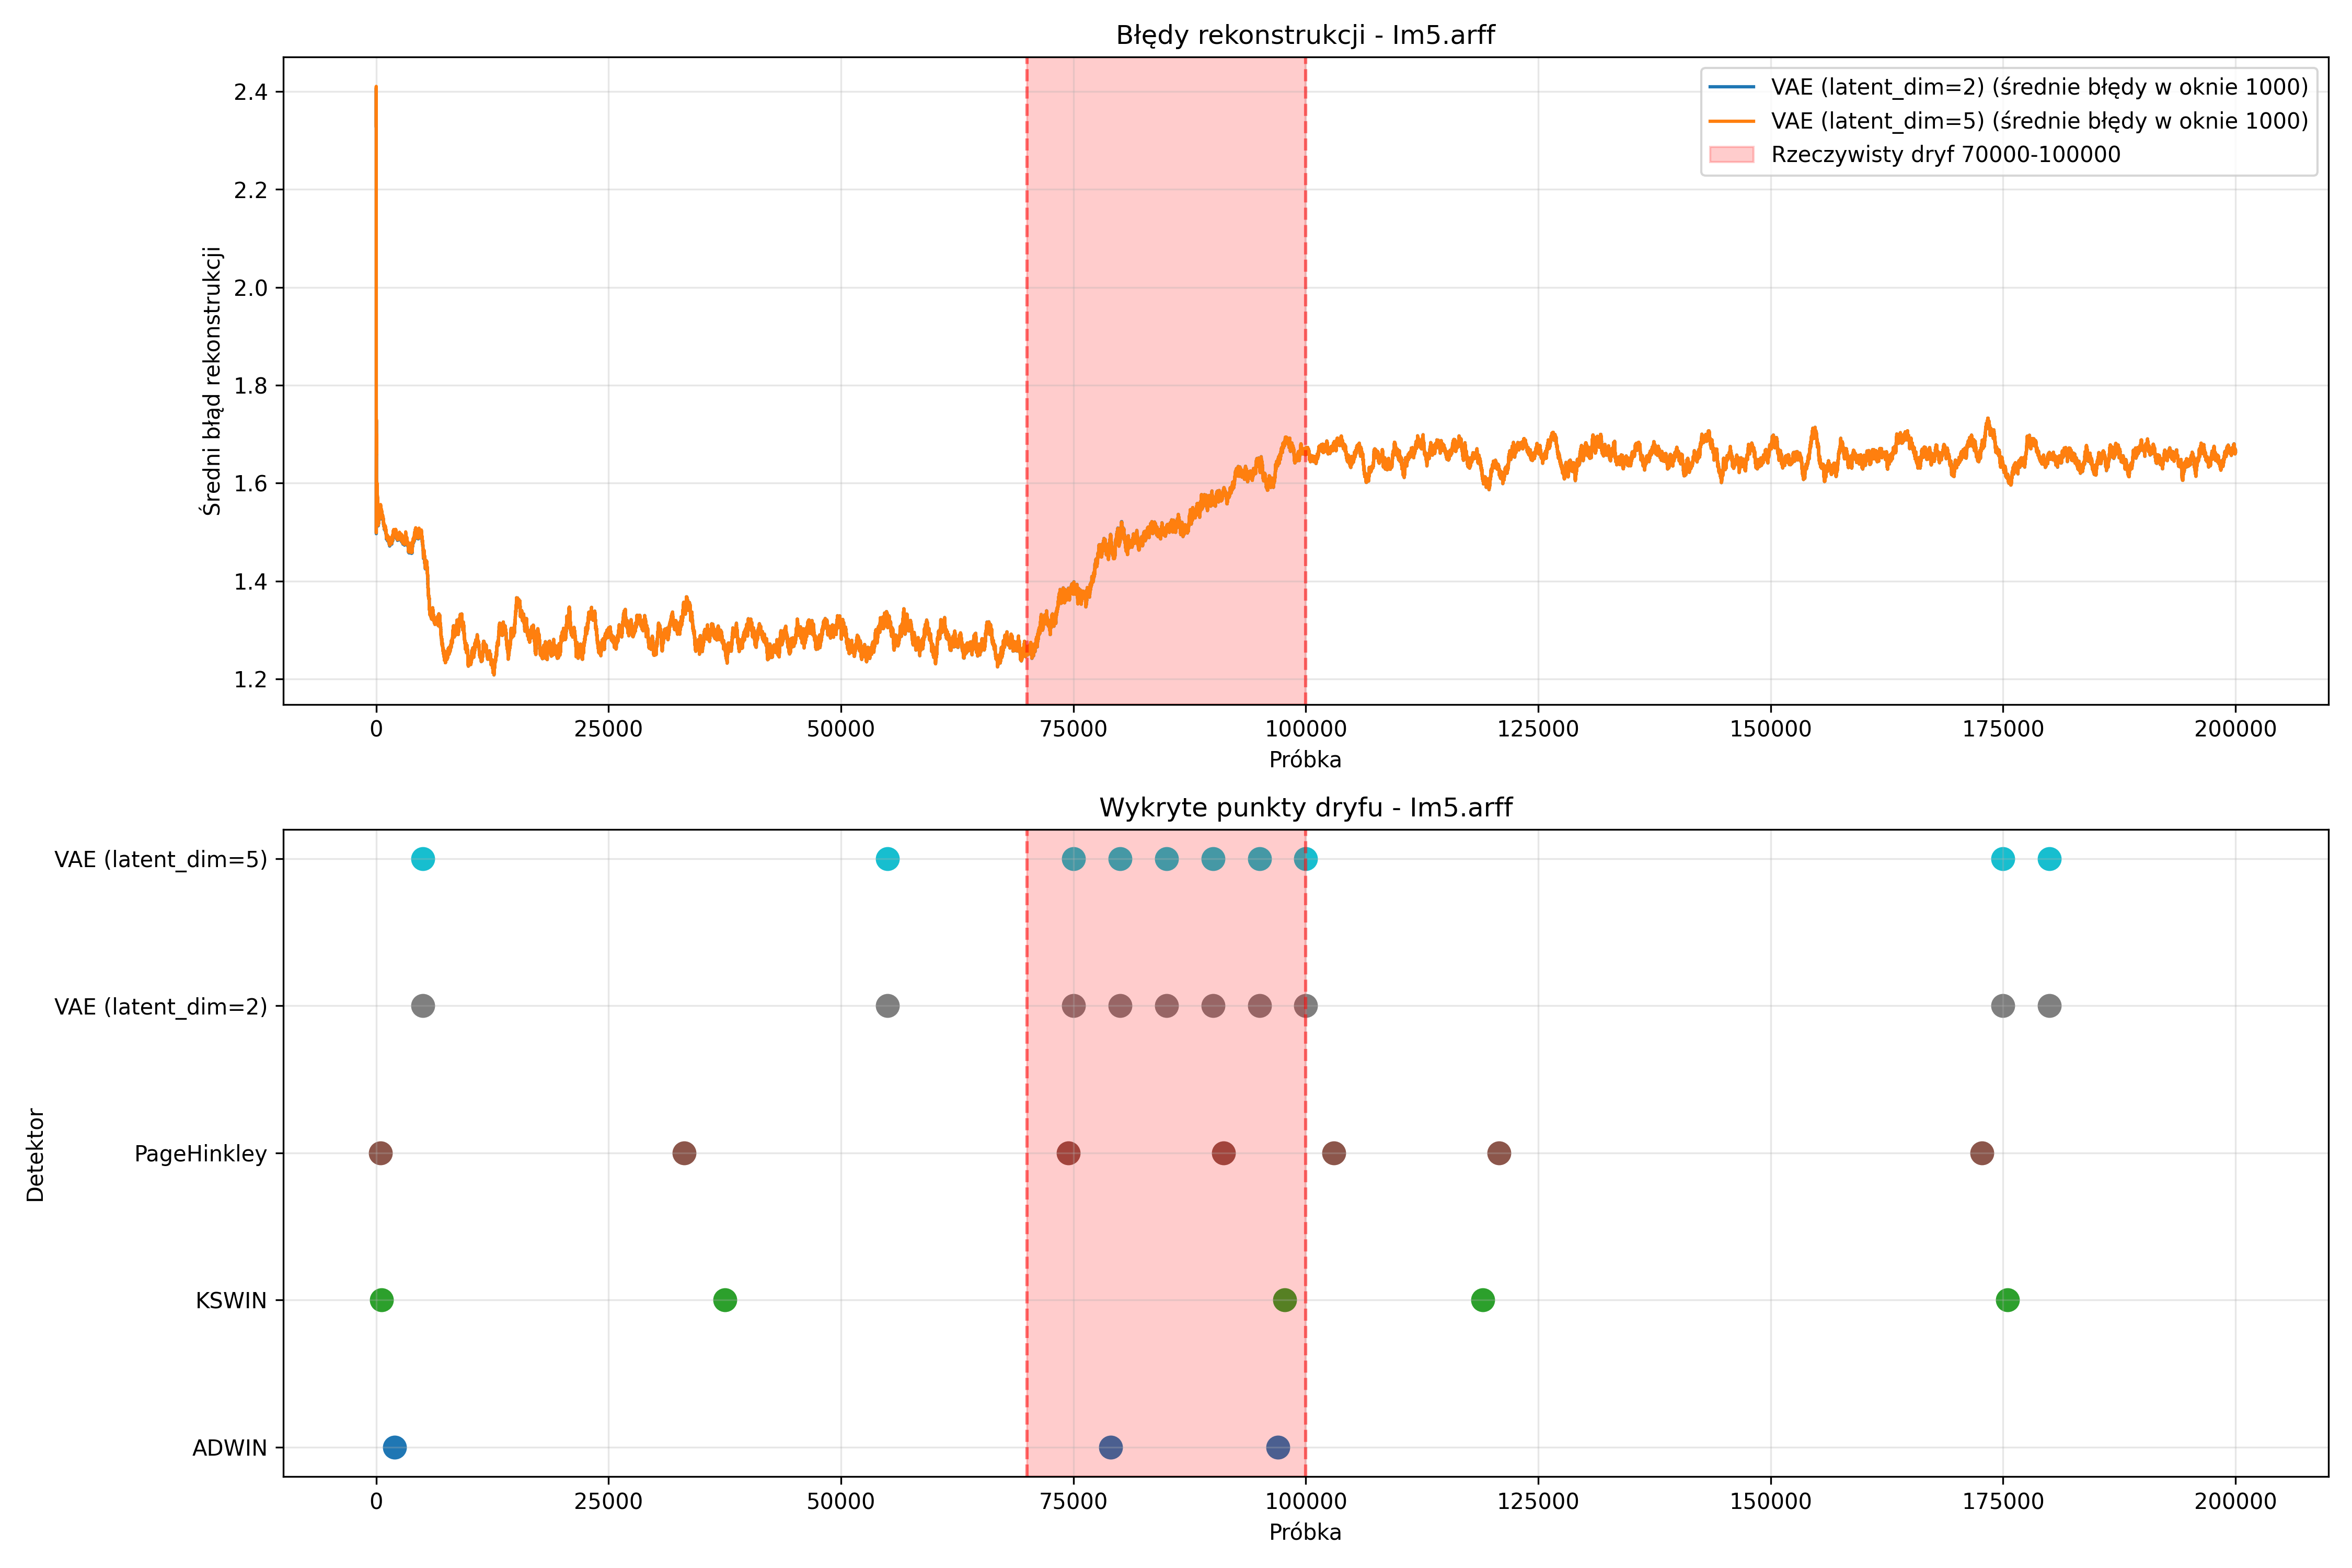 Błędy rekonstrukcji - Im5.arff
Średni błąd rekonstrukcji
2.4
2.2
2.0
1.8
1.6
1.4
1.2
VAE (latent_dim=2) (średnie błędy w oknie 1000)
VAE (latent_dim=5) (średnie błędy w oknie 1000)
Rzeczywisty dryf 70000-100000
0 25000 50000 75000 100000 125000 150000 175000 200000
Próbka
Wykryte punkty dryfu - Im5.arff
Detektor
VAE (latent_dim=5)
VAE (latent_dim=2)
PageHinkley
KSWIN
ADWIN
0 25000 50000 75000 100000 125000 150000 175000 200000
Próbka